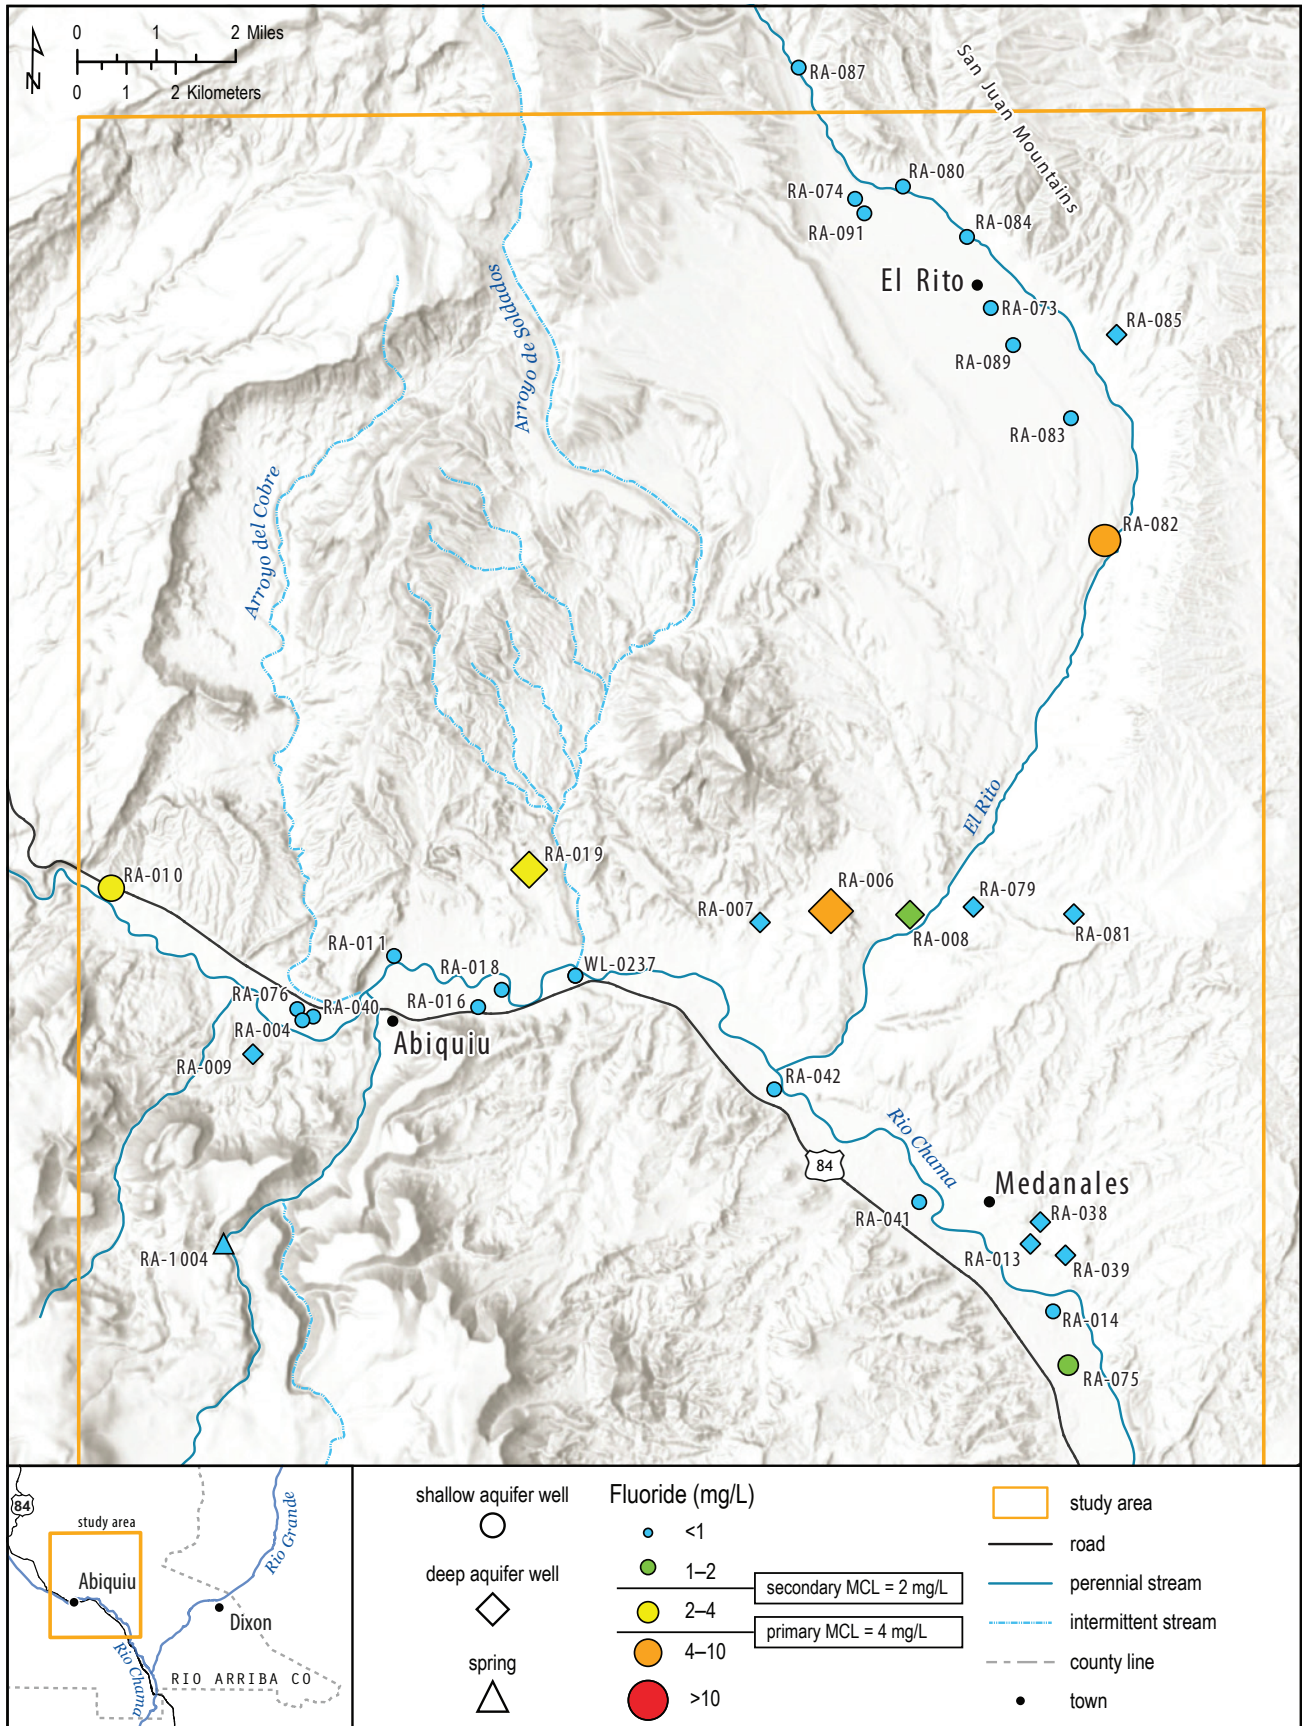 0 1 2 Miles
0 1 2 Kilometers
N
RA-087
San Juan Mountains
RA-080
RA-074
RA-091
RA-084
El Rito
RA-073
RA-085
RA-089
RA-083
Arroyo de Soldados
Arroyo del Cobre
RA-082
El Rito
RA-019
RA-010
RA-006
RA-007
RA-079
RA-008
RA-081
RA-011
RA-018
WL-0237
RA-076
RA-040
RA-016
RA-004
Abiquiu
RA-009
RA-042
Rio Chama
84
Medanales
RA-041
RA-038
RA-013
RA-039
RA-1004
RA-014
RA-075
84
study area
Rio Grande
Abiquiu
Dixon
Rio Chama
RIO ARRIBA CO
shallow aquifer well
deep aquifer well
spring
Fluoride (mg/L)
<1
1–2
secondary MCL = 2 mg/L
2–4
primary MCL = 4 mg/L
4–10
>10
study area
road
perennial stream
intermittent stream
county line
town